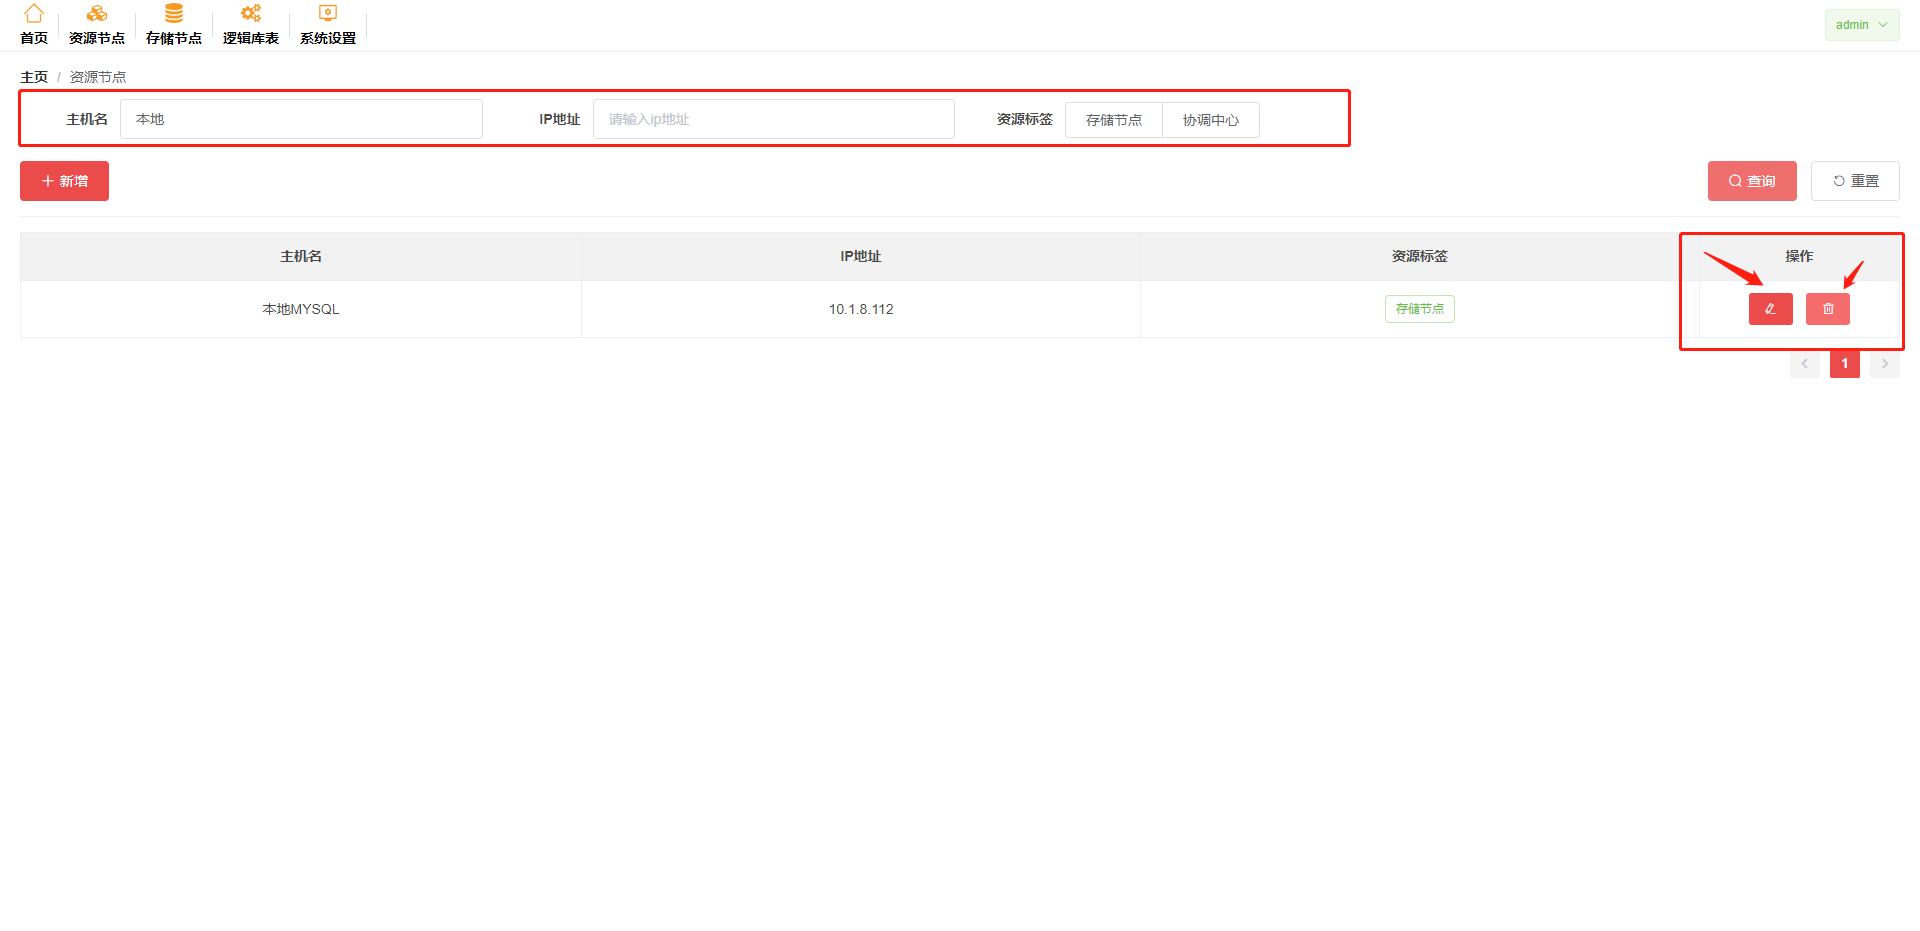 首页 资源节点 存储节点 逻辑库表 系统设置 admin
主页 / 资源节点
主机名 本地 IP地址 请输入ip地址 资源标签 存储节点 协调中心
新增 查询 重置
主机名 IP地址 资源标签 操作
本地MYSQL 10.1.8.112 存储节点
1